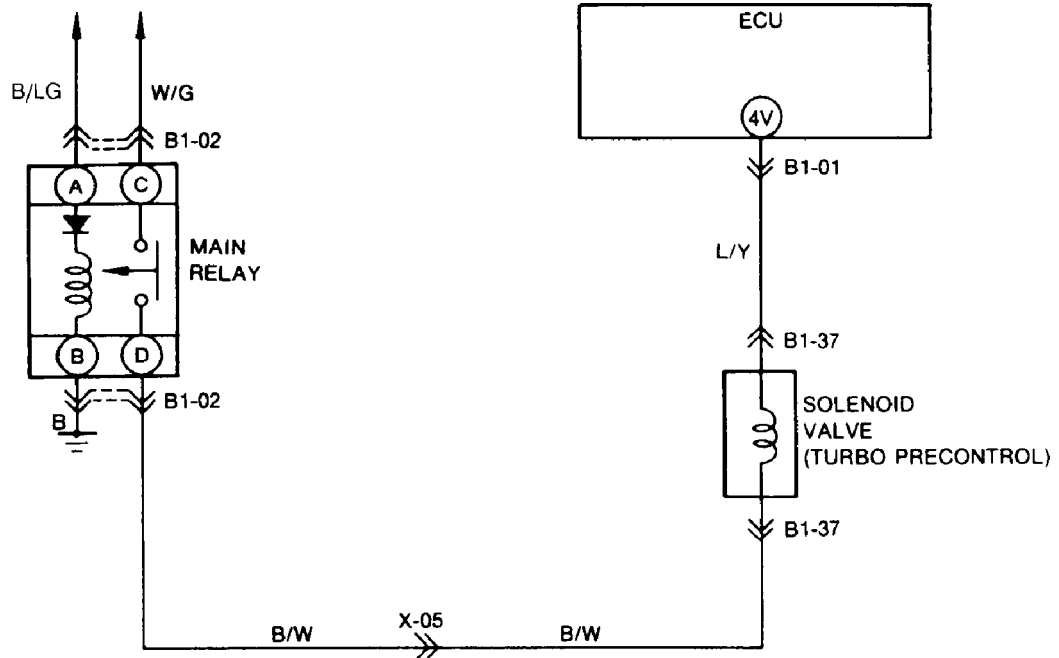 ECU
B/LG
W/G
4V
B1-02
B1-01
A
C
MAIN
RELAY
L/Y
B1-37
B
D
B1-02
B
SOLENOID
VALVE
(TURBO PRECONTROL)
B1-37
X-05
B/W
B/W